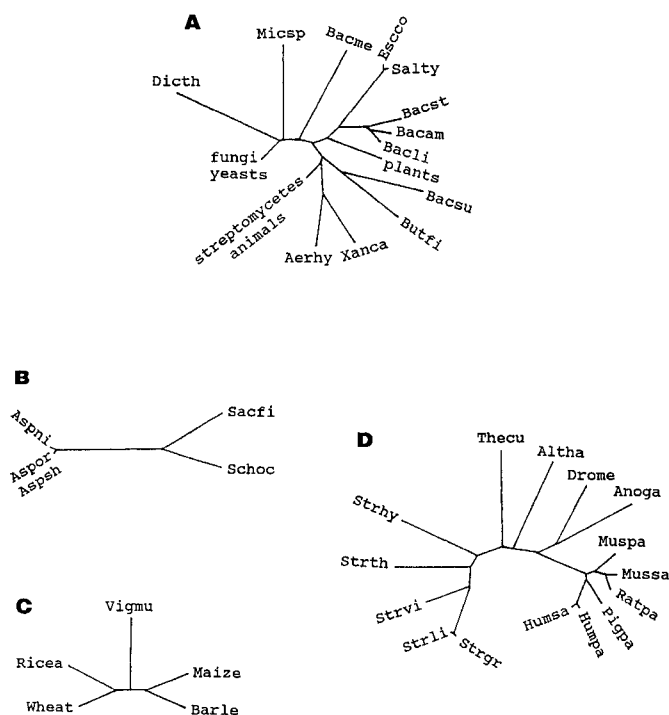 A
Micsp
Bacme
Escco
Salty
Dicth
Bacst
Bacam
Bacli
plants
fungi
yeasts
Bacsu
streptomycetes
animals
Butfi
Aerhy
Xanca
B
Aspni
Aspor
Aspsh
Sacfi
Schoc
D
Thecu
Altha
Drome
Anoga
Strhy
Muspa
Mussa
Ratpa
Strth
Strvi
Strli
Strgr
Humsa
Humpa
Pigpa
C
Vigmu
Ricea
Maize
Wheat
Barle